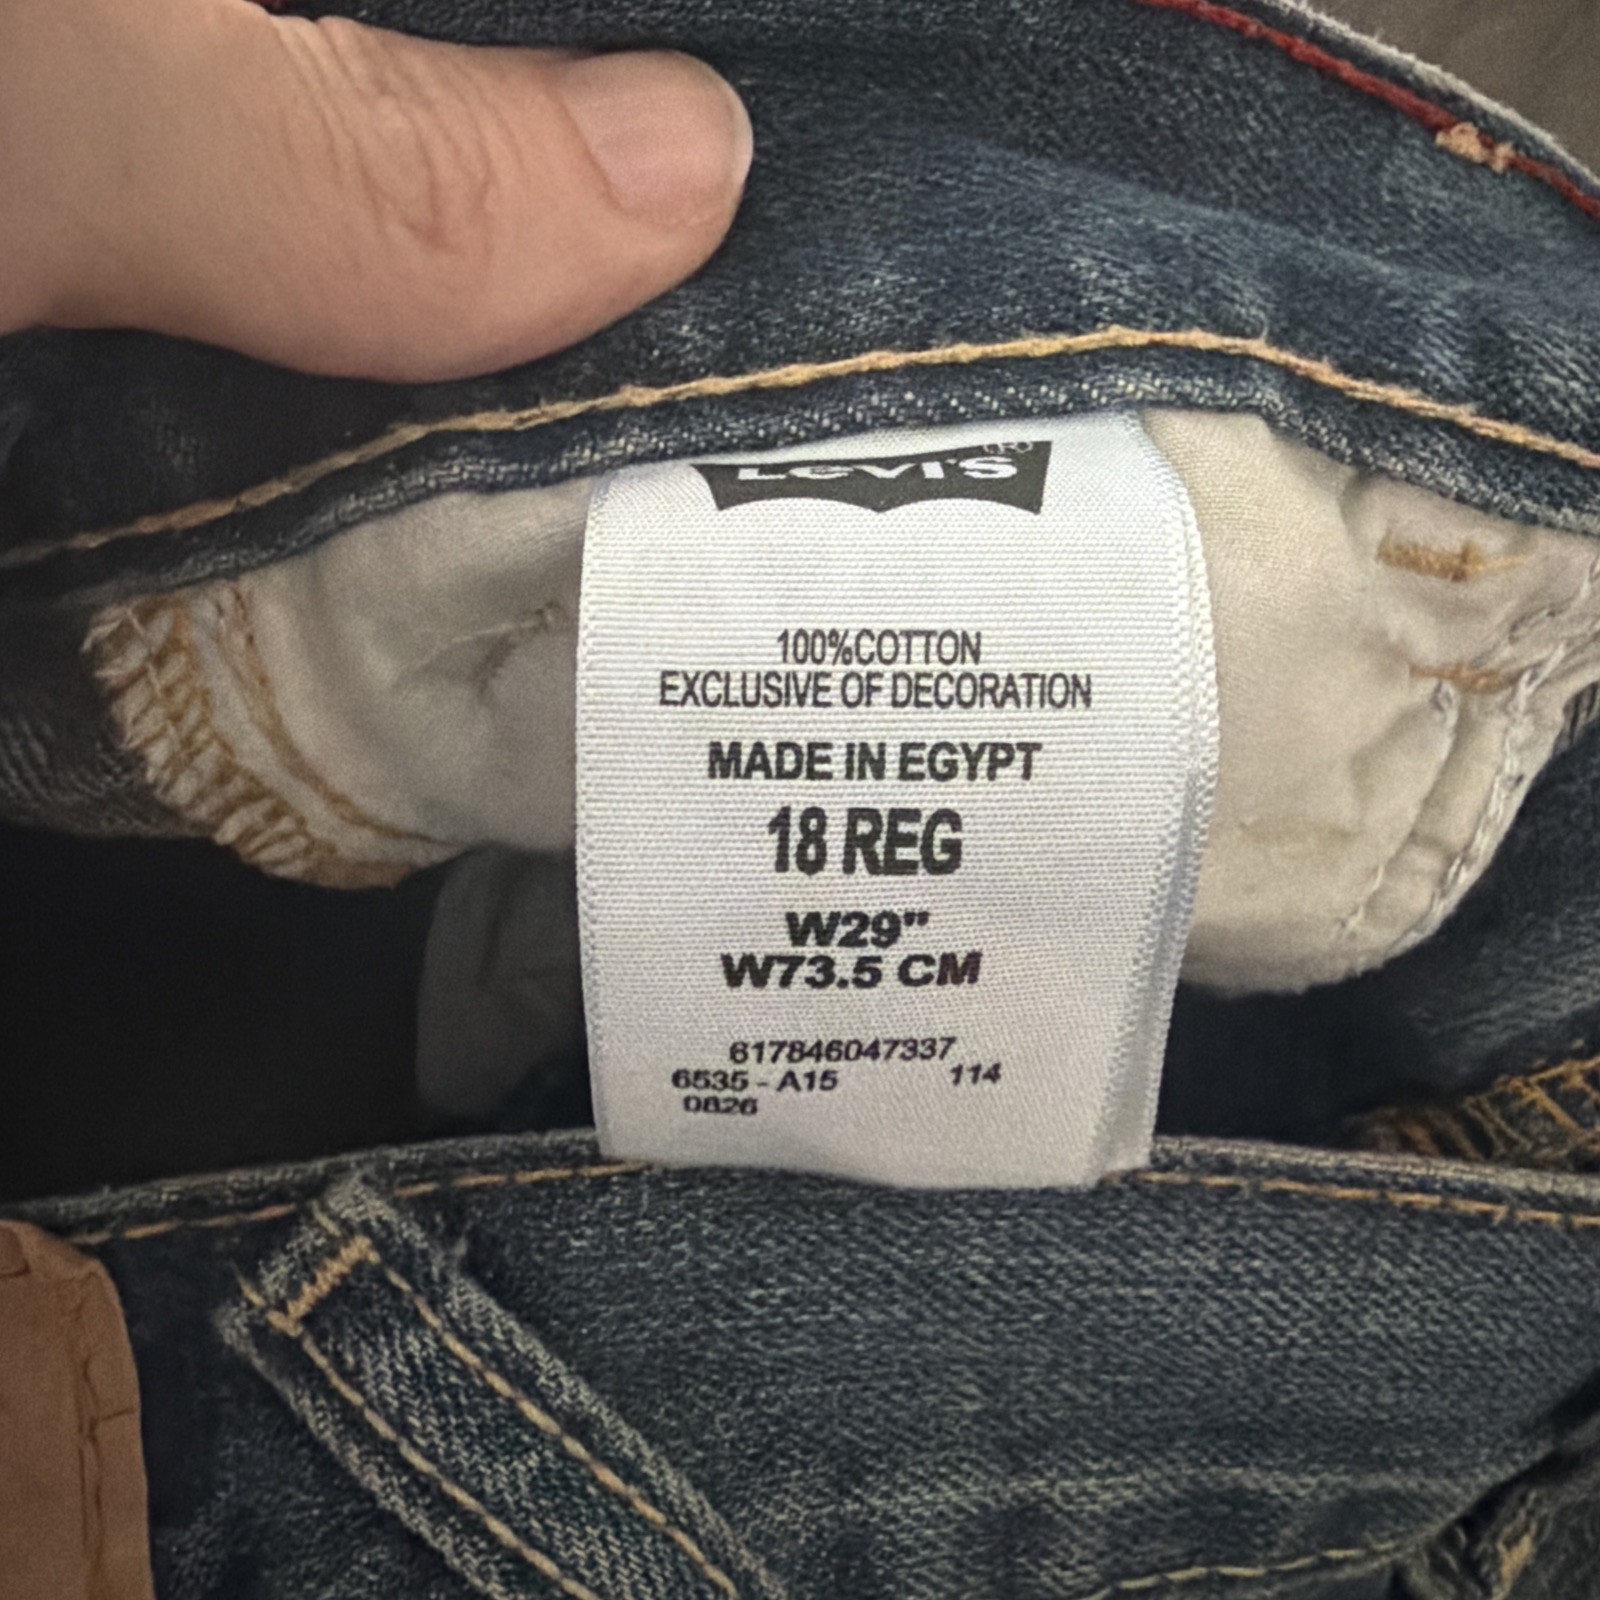 LEVI'S
100%COTTON
EXCLUSIVE OF DECORATION
MADE IN EGYPT
18 REG
W29"
W73.5 CM
617846047337
6535 - A15 114
0826